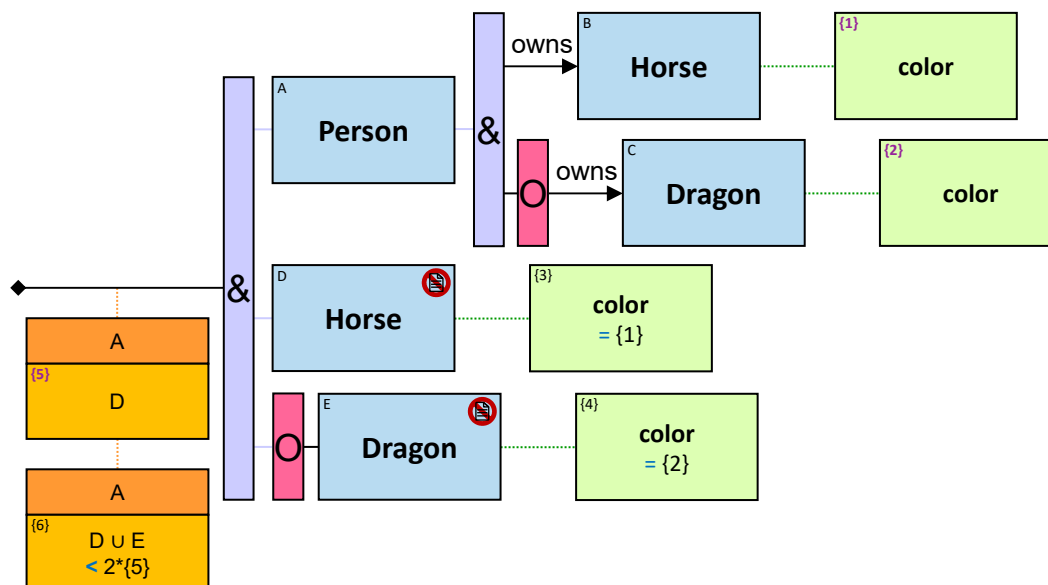 owns
B
Horse
{1}
color
A
Person
&
O
owns
C
Dragon
{2}
color
&
D
Horse
{3}
color
= {1}
A
{5}
D
O
E
Dragon
{4}
color
= {2}
A
{6}
D ∪ E
< 2*{5}